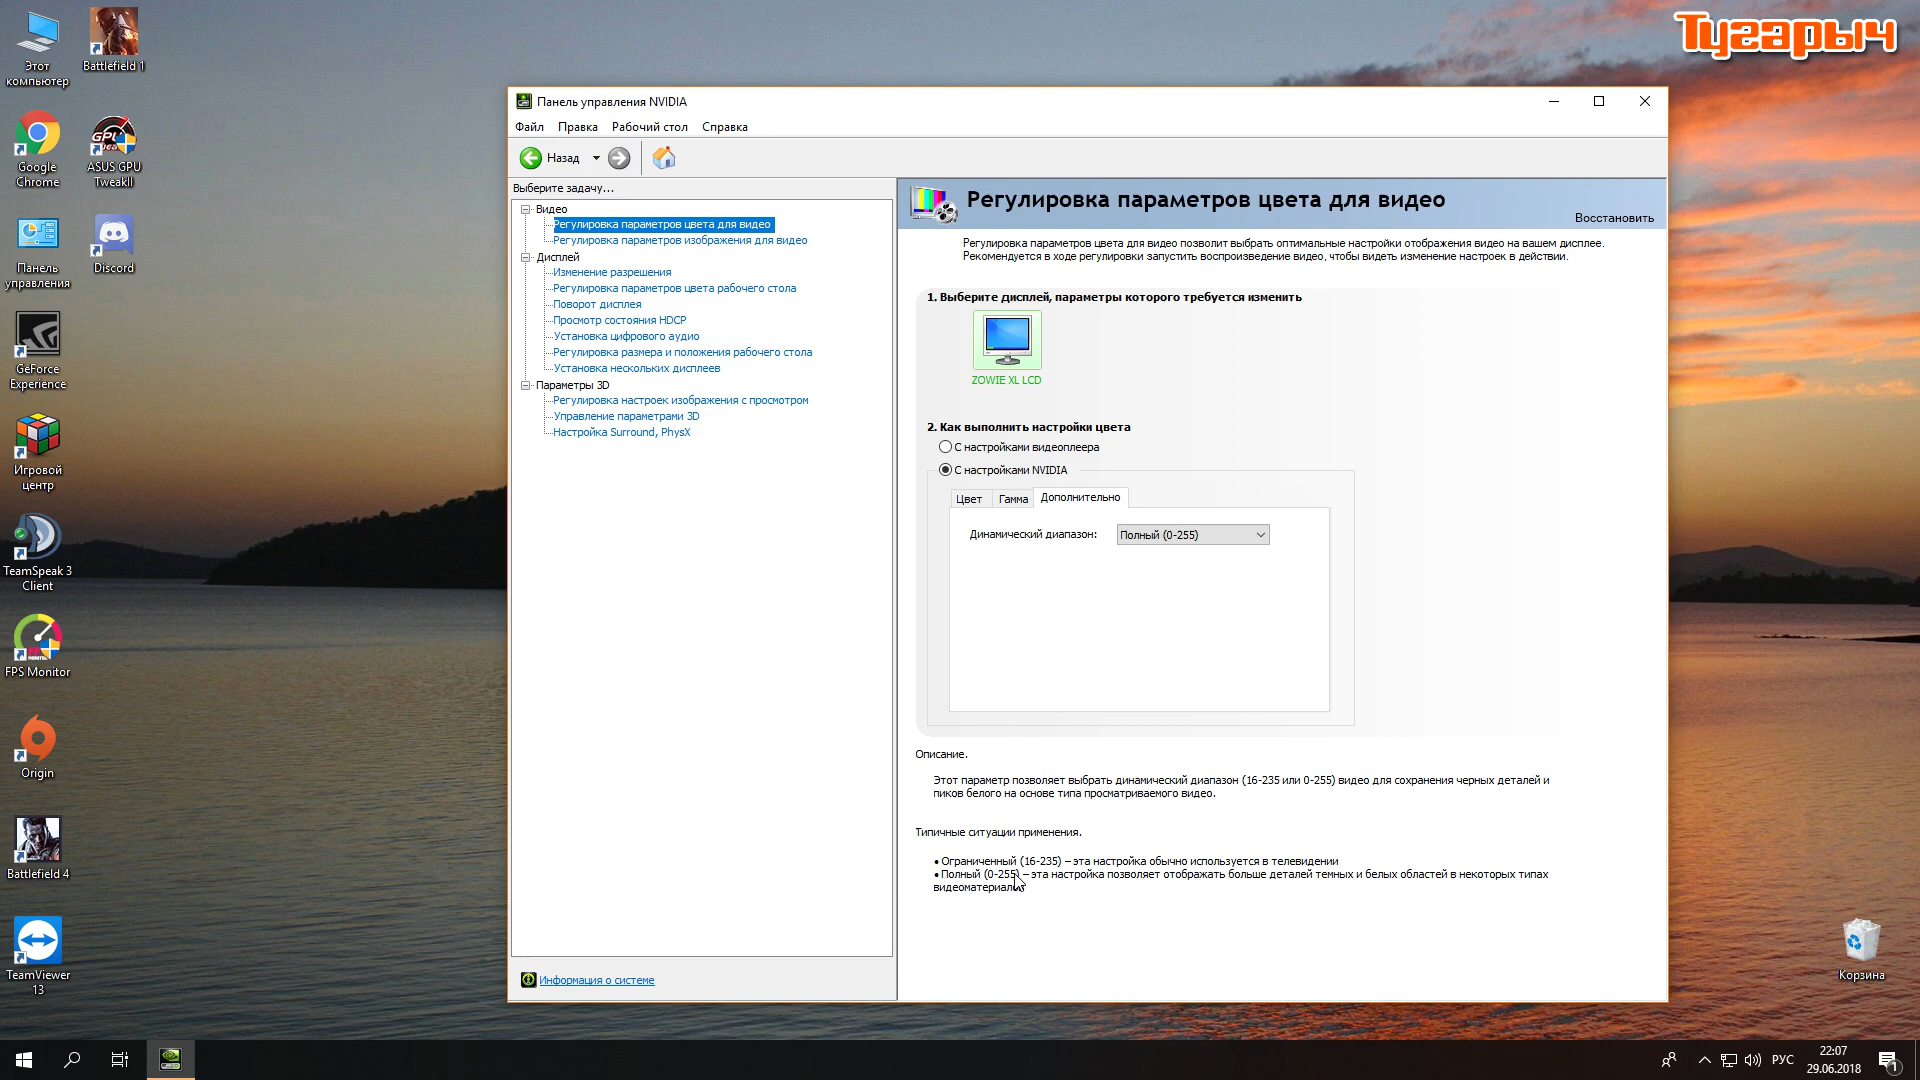 Этот
компьютер
Battlefield 1
Google
Chrome
ASUS GPU
TweakII
Панель
управления
Discord
GeForce
Experience
Игровой
центр
TeamSpeak 3
Client
FPS Monitor
Origin
Battlefield 4
TeamViewer
13
Тугарыч
Панель управления NVIDIA
Файл Правка Рабочий стол Справка
Назад
Выберите задачу...
Видео
Регулировка параметров цвета для видео
Регулировка параметров изображения для видео
Дисплей
Изменение разрешения
Регулировка параметров цвета рабочего стола
Поворот дисплея
Просмотр состояния HDCP
Установка цифрового аудио
Регулировка размера и положения рабочего стола
Установка нескольких дисплеев
Параметры 3D
Регулировка настроек изображения с просмотром
Управление параметрами 3D
Настройка Surround, PhysX
Информация о системе
Регулировка параметров цвета для видео
Восстановить
Регулировка параметров цвета для видео позволит выбрать оптимальные настройки отображения видео на вашем дисплее.
Рекомендуется в ходе регулировки запустить воспроизведение видео, чтобы видеть изменение настроек в действии.
1. Выберите дисплей, параметры которого требуется изменить
ZOWIE XL LCD
2. Как выполнить настройки цвета
С настройками видеоплеера
С настройками NVIDIA
Цвет Гамма Дополнительно
Динамический диапазон: Полный (0-255)
Описание.
Этот параметр позволяет выбрать динамический диапазон (16-235 или 0-255) видео для сохранения черных деталей и
пиков белого на основе типа просматриваемого видео.
Типичные ситуации применения.
• Ограниченный (16-235) – эта настройка обычно используется в телевидении
• Полный (0-255) – эта настройка позволяет отображать больше деталей темных и белых областей в некоторых типах
видеоматериала
Корзина
РУС
22:07
29.06.2018
1